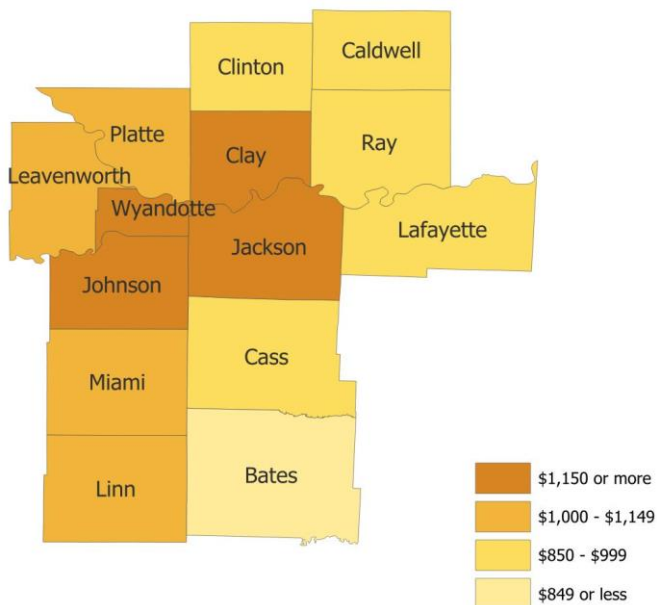 Caldwell
Clinton
Platte
Clay
Ray
Leavenworth
Wyandotte
Lafayette
Jackson
Johnson
Cass
Miami
Bates
Linn
$1,150 or more
$1,000 - $1,149
$850 - $999
$849 or less